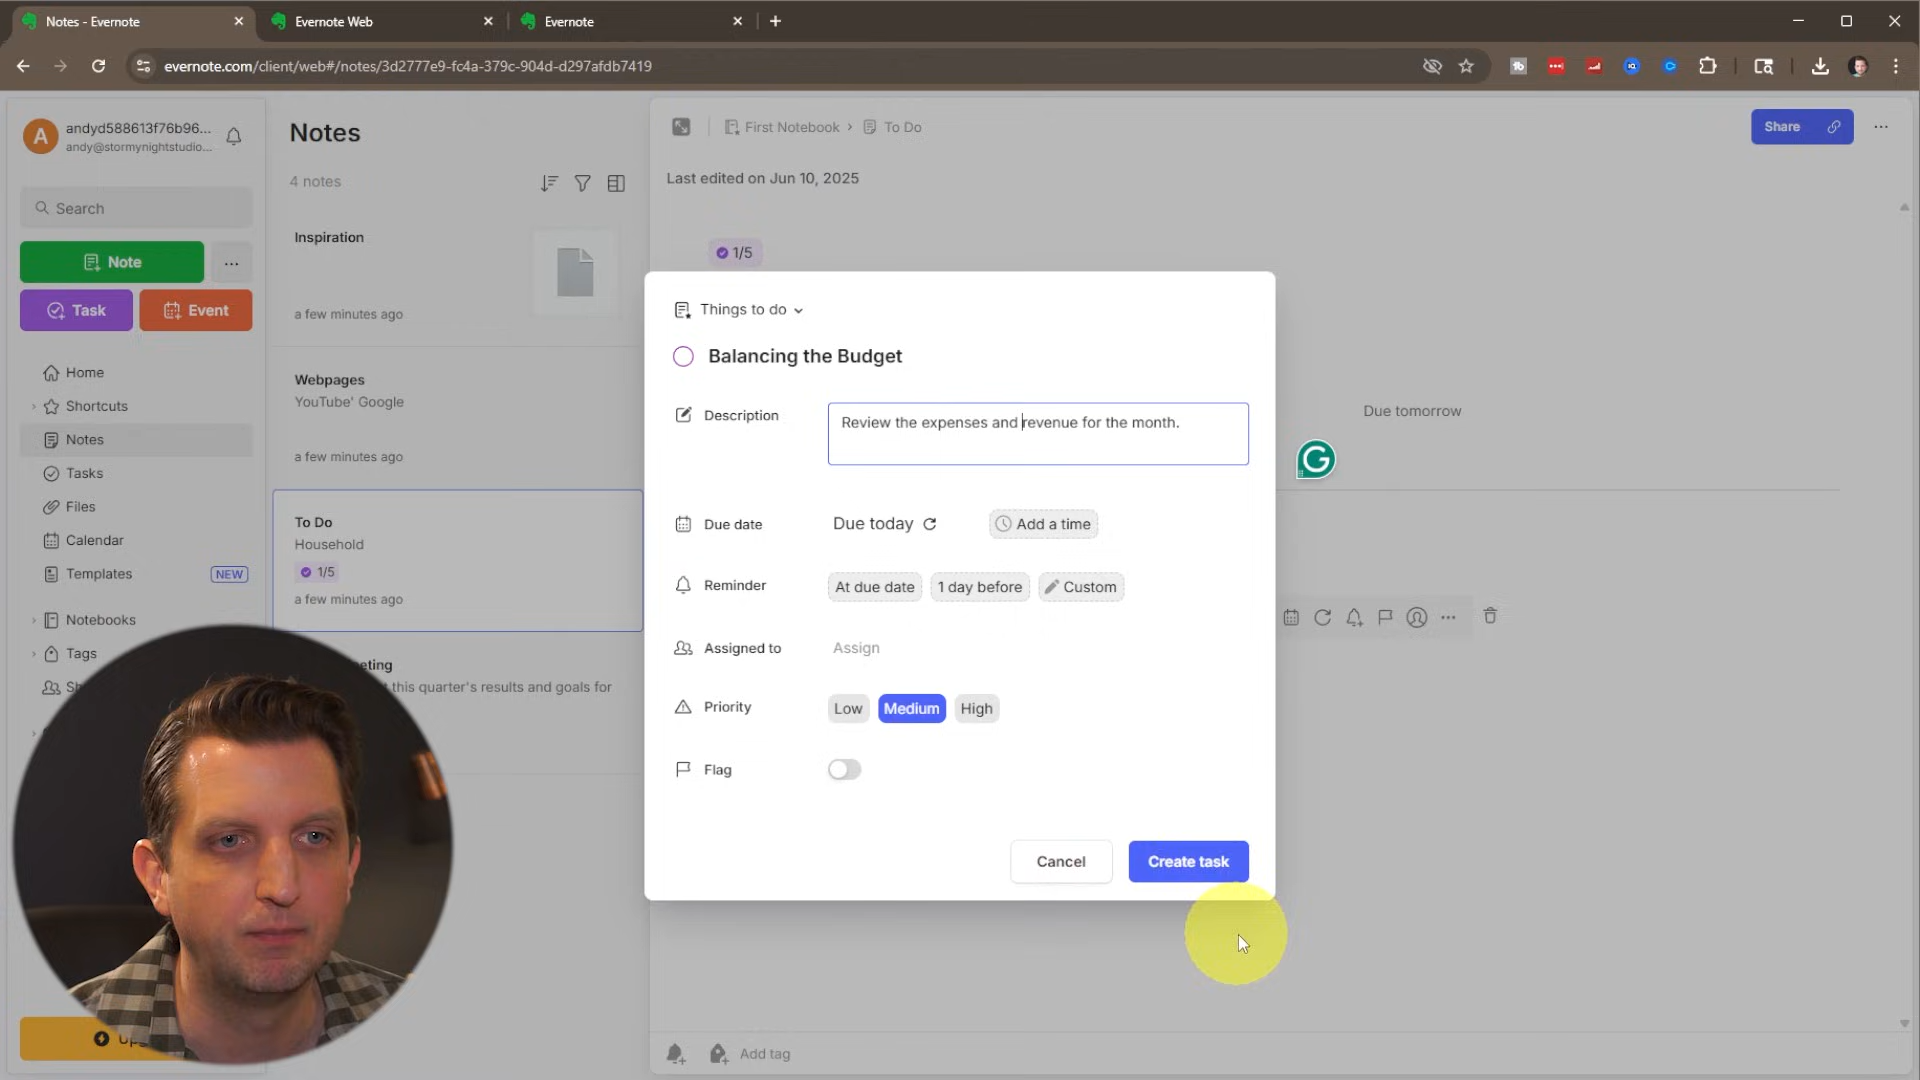 Notes - Evernote
Evernote Web
Evernote
evernote.com/client/web#/notes/3d2777e9-fc4a-379c-904d-d297afdb7419
A
andyd588613f76b96...
andy@stormynightstudio...
Search
Note
Task
Event
Home
Shortcuts
Notes
Tasks
Files
Calendar
Templates
NEW
Notebooks
Tags
Notes
4 notes
Inspiration
a few minutes ago
Webpages
YouTube' Google
a few minutes ago
To Do
Household
1/5
a few minutes ago
this quarter's results and goals for
First Notebook › To Do
Share
Last edited on Jun 10, 2025
1/5
Due tomorrow
Things to do
Balancing the Budget
Description
Review the expenses and revenue for the month.
G
Due date
Due today
Add a time
Reminder
At due date
1 day before
Custom
Assigned to
Assign
Priority
Low
Medium
High
Flag
Cancel
Create task
Add tag